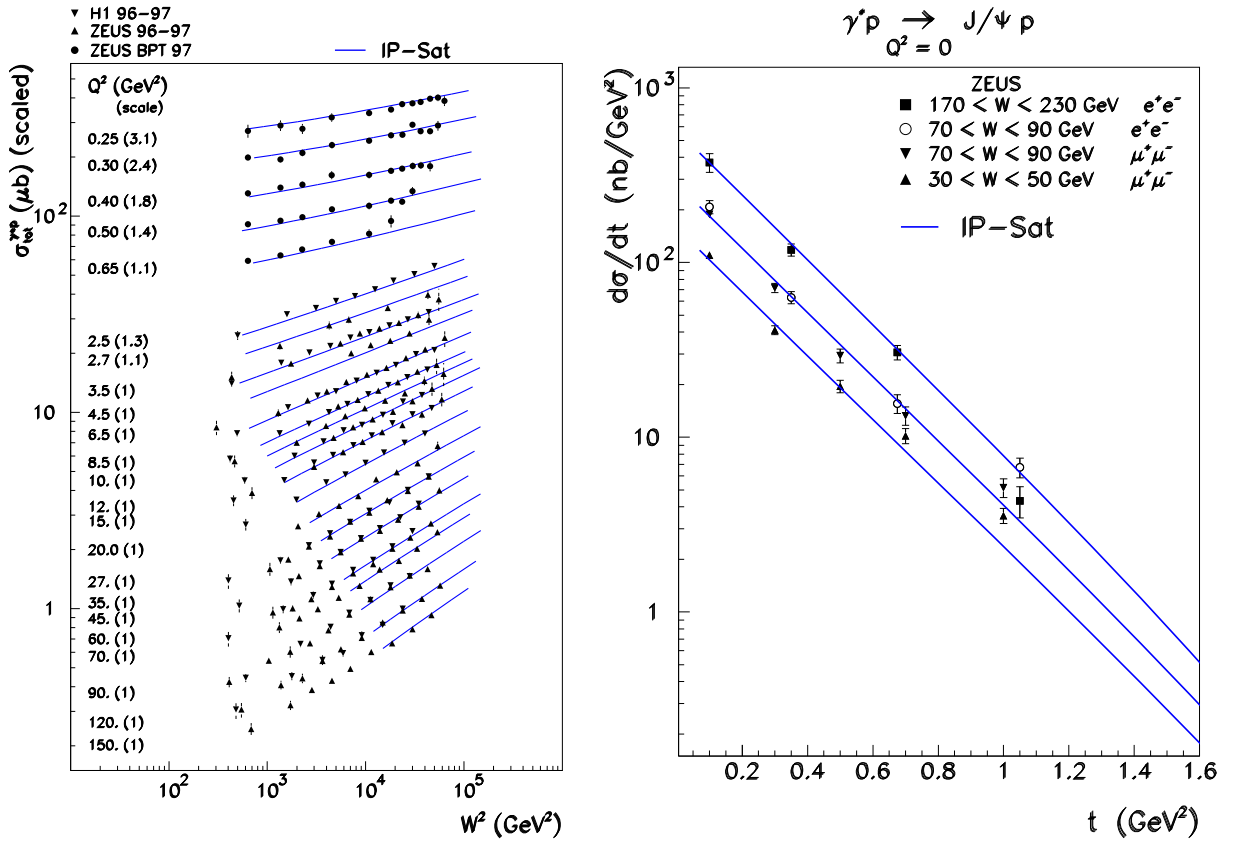 ▼ H1 96-97
▲ ZEUS 96-97
● ZEUS BPT 97
IP-Sat
σ^γ*p_tot (μb) (scaled)
Q² (GeV²)
(scale)
0.25 (3.1)
0.30 (2.4)
0.40 (1.8)
0.50 (1.4)
0.65 (1.1)
2.5 (1.3)
2.7 (1.1)
3.5 (1)
4.5 (1)
6.5 (1)
8.5 (1)
10. (1)
12. (1)
15. (1)
20.0 (1)
27. (1)
35. (1)
45. (1)
60. (1)
70. (1)
90. (1)
120. (1)
150. (1)
10²
10
1
10² 10³ 10⁴ 10⁵
W² (GeV²)
γ*p → J/Ψ p
Q² = 0
dσ/dt (nb/GeV²)
ZEUS
■ 170 < W < 230 GeV e⁺e⁻
○ 70 < W < 90 GeV e⁺e⁻
▼ 70 < W < 90 GeV μ⁺μ⁻
▲ 30 < W < 50 GeV μ⁺μ⁻
IP-Sat
10³
10²
10
1
0.2 0.4 0.6 0.8 1 1.2 1.4 1.6
t (GeV²)